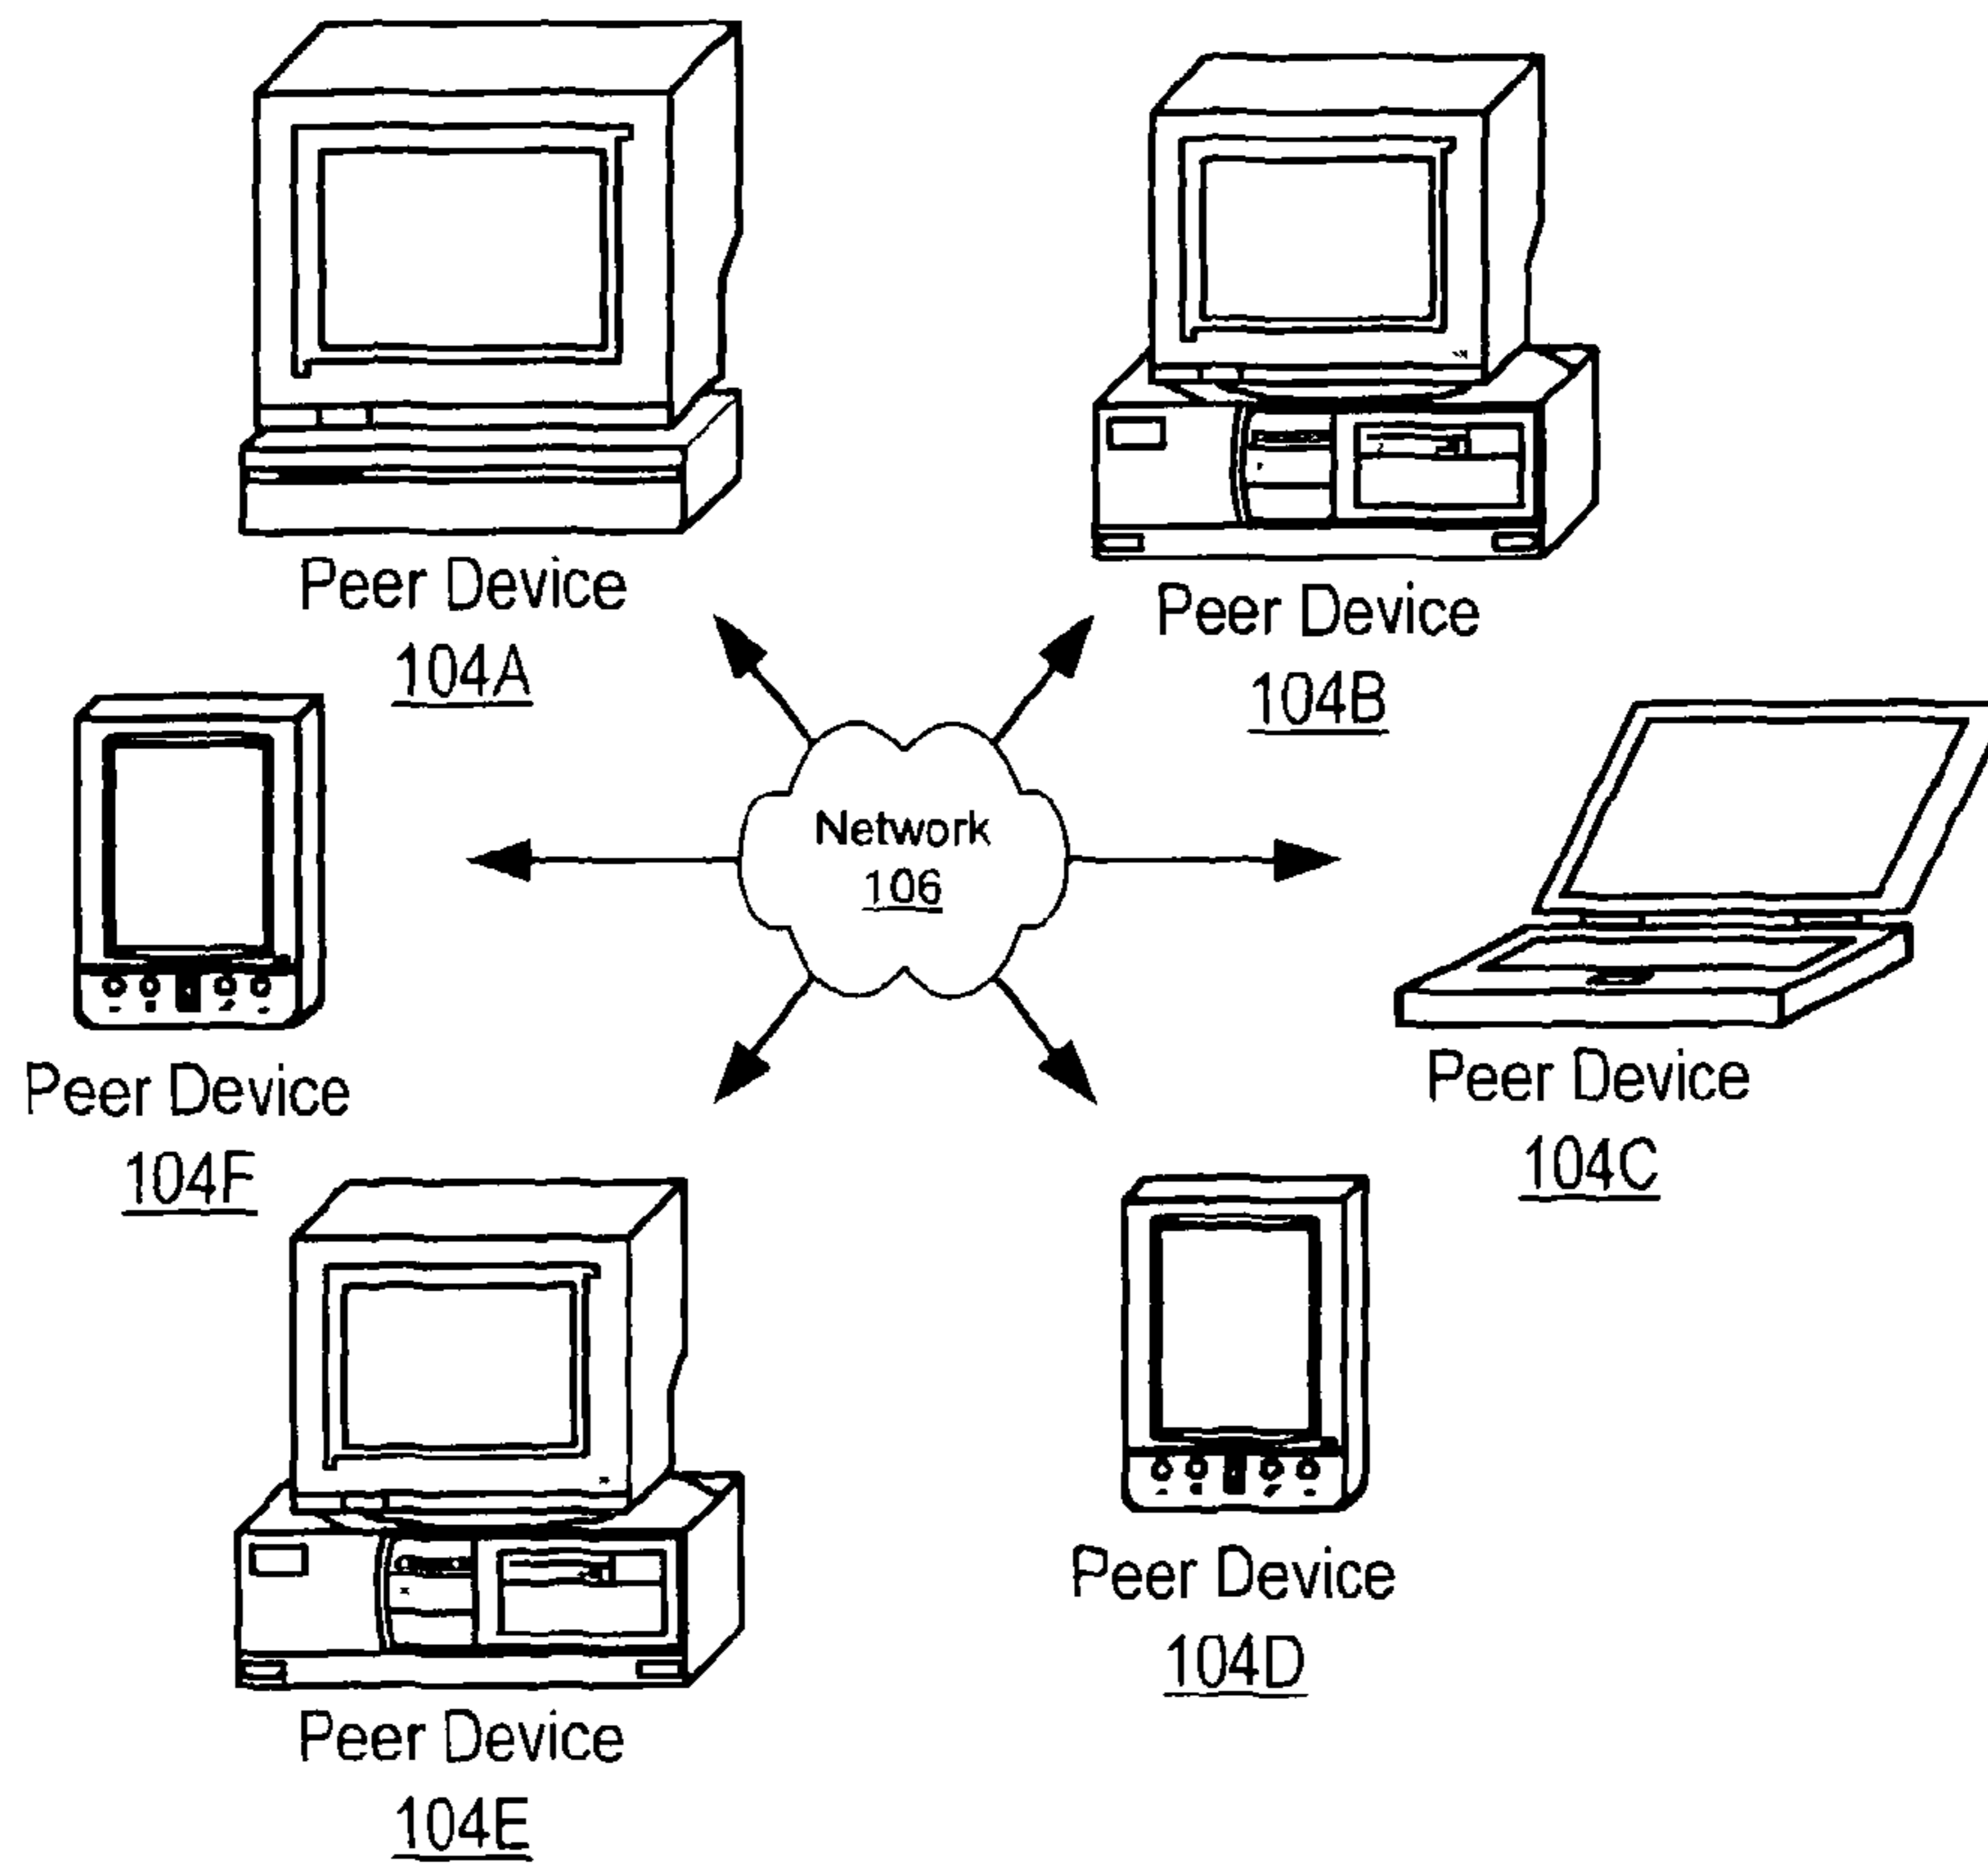 Peer Device
104A
Peer Device
104B
Network
106
Peer Device
104F
Peer Device
104C
Peer Device
104D
Peer Device
104E